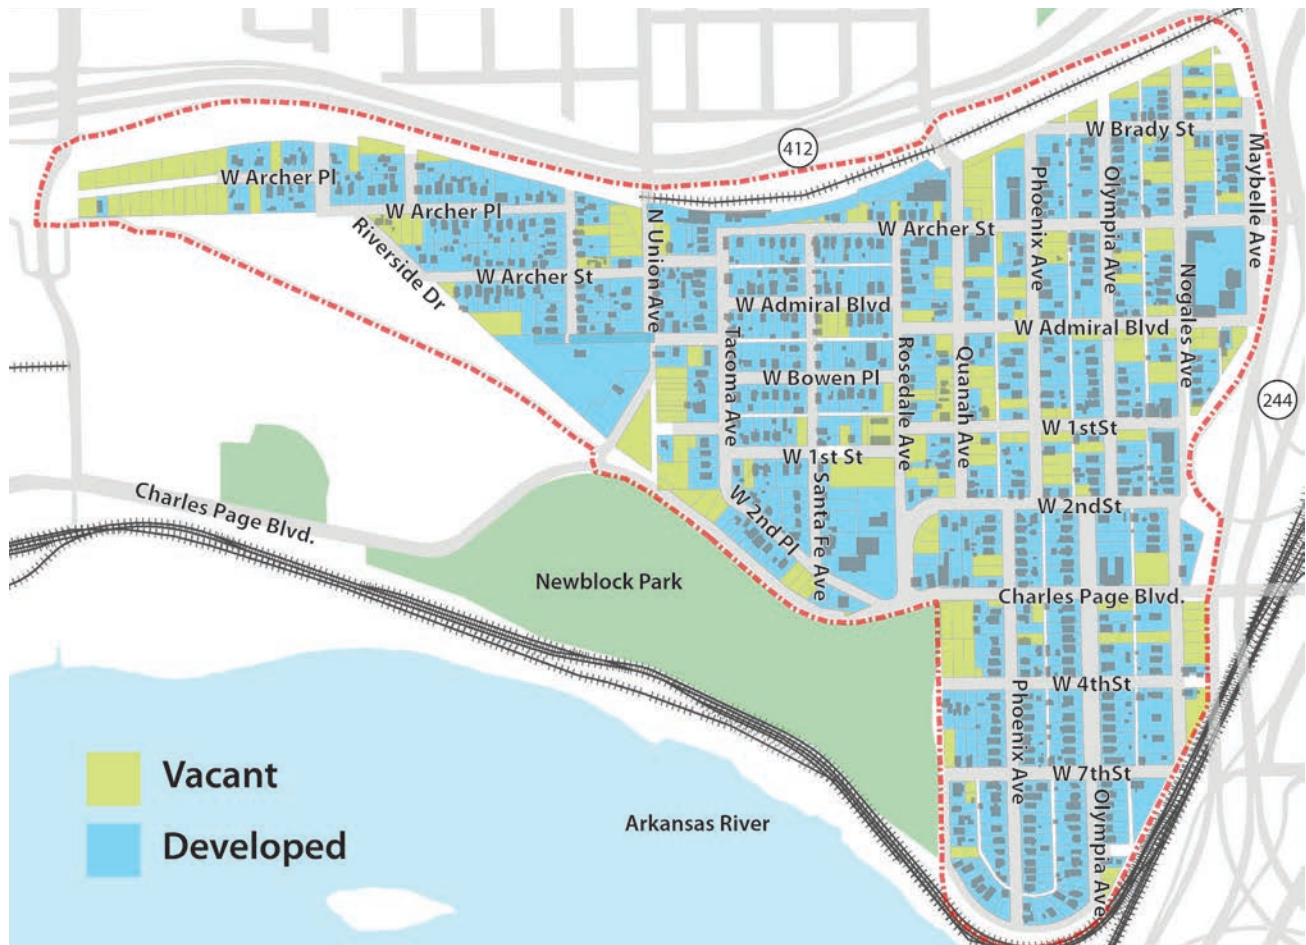 412
W Brady St
Maybelle Ave
W Archer Pl
Phoenix Ave
Olympia Ave
W Archer Pl
N Union Ave
W Archer St
Riverside Dr
W Archer St
Nogales Ave
W Admiral Blvd
W Admiral Blvd
Tacoma Ave
Rosedale Ave
Quanah Ave
W Bowen Pl
244
W 1stSt
W 1st St
Santa Fe Ave
Charles Page Blvd.
W 2nd Pl
W 2ndSt
Newblock Park
Charles Page Blvd.
W 4thSt
Phoenix Ave
Vacant
W 7thSt
Olympia Ave
Arkansas River
Developed